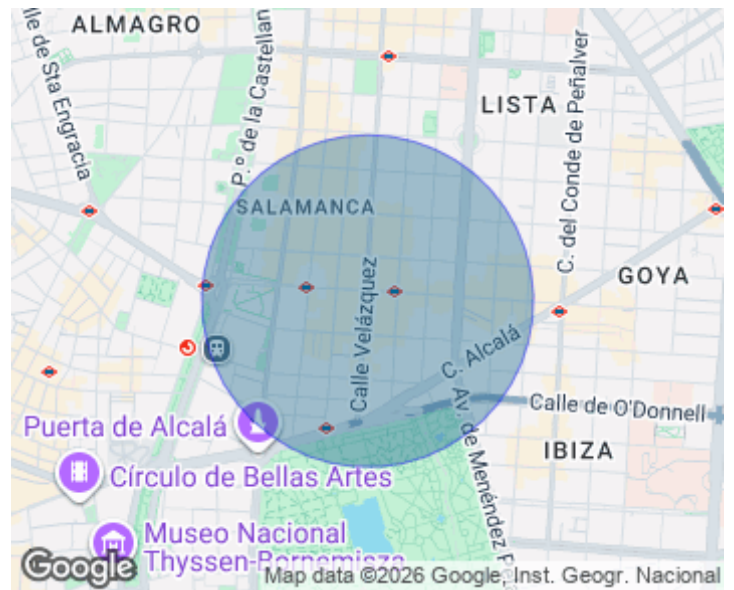 ALMAGRO
lle de Sta Engracia
P.º de la Castellan
LISTA
C. del Conde de Peñalver
SALAMANCA
GOYA
Calle Velázquez
C. Alcalá
Calle de O'Donnell
Puerta de Alcalá
Av. de Menéndez P
IBIZA
Círculo de Bellas Artes
Museo Nacional
Thyssen-Bornemisza
Google
Map data ©2026 Google, Inst. Geogr. Nacional